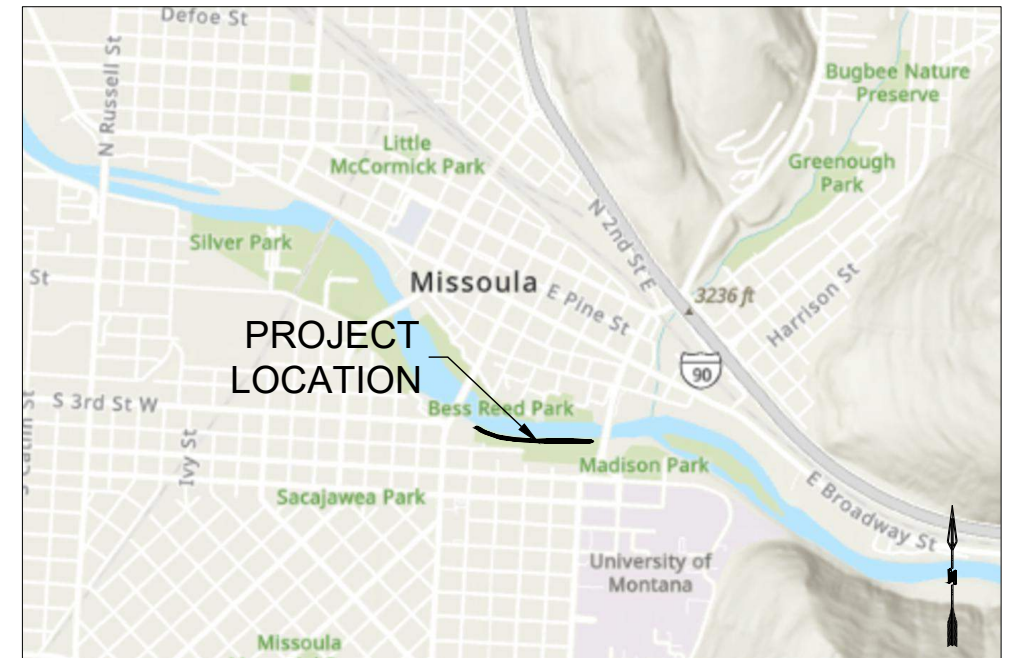 Defoe St
N Russell St
Bugbee Nature
Preserve
Little
McCormick Park
Greenough
Park
N 2nd St E
Silver Park
Missoula
St
E Pine St
3236 ft
Harrison St
PROJECT
LOCATION
90
S 3rd St W
Bess Reed Park
Ivy St
Madison Park
E Broadway St
Sacajawea Park
University of
Montana
N
Missoula